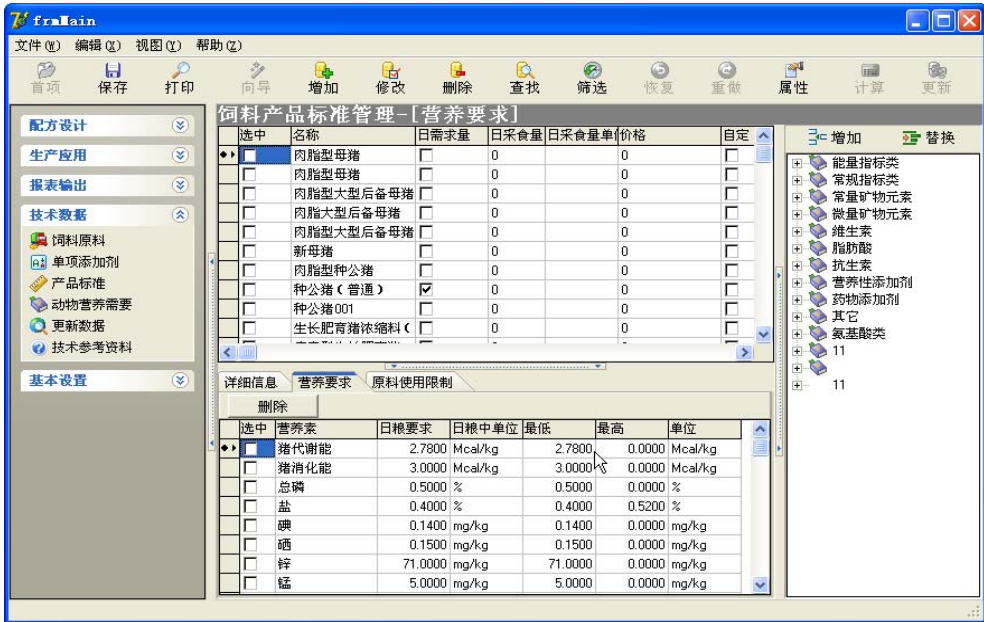 frmMain
文件(W) 编辑(X) 视图(Y) 帮助(Z)
首项 保存 打印 向导 增加 修改 删除 查找 筛选 恢复 重做 属性 计算 更新
配方设计
生产应用
报表输出
技术数据
饲料原料
单项添加剂
产品标准
动物营养需要
更新数据
技术参考资料
基本设置
饲料产品标准管理-[营养要求]
选中 名称 日需求量 日采食量 日采食量单 价格 自定
肉脂型母猪 0 0
肉脂型母猪 0 0
肉脂型大型后备母猪 0 0
肉脂大型后备母猪 0 0
肉脂型大型后备母猪 0 0
新母猪 0 0
肉脂型种公猪 0 0
种公猪(普通) 0 0
种公猪001 0 0
生长肥育猪浓缩料( 0 0
详细信息 营养要求 原料使用限制
删除
选中 营养素 日粮要求 日粮中单位 最低 最高 单位
猪代谢能 2.7800 Mcal/kg 2.7800 0.0000 Mcal/kg
猪消化能 3.0000 Mcal/kg 3.0000 0.0000 Mcal/kg
总磷 0.5000 % 0.5000 0.0000 %
盐 0.4000 % 0.4000 0.5200 %
碘 0.1400 mg/kg 0.1400 0.0000 mg/kg
硒 0.1500 mg/kg 0.1500 0.0000 mg/kg
锌 71.0000 mg/kg 71.0000 0.0000 mg/kg
锰 5.0000 mg/kg 5.0000 0.0000 mg/kg
增加 替换
能量指标类
常规指标类
常量矿物元素
微量矿物元素
维生素
脂肪酸
抗生素
营养性添加剂
药物添加剂
其它
氨基酸类
11
11